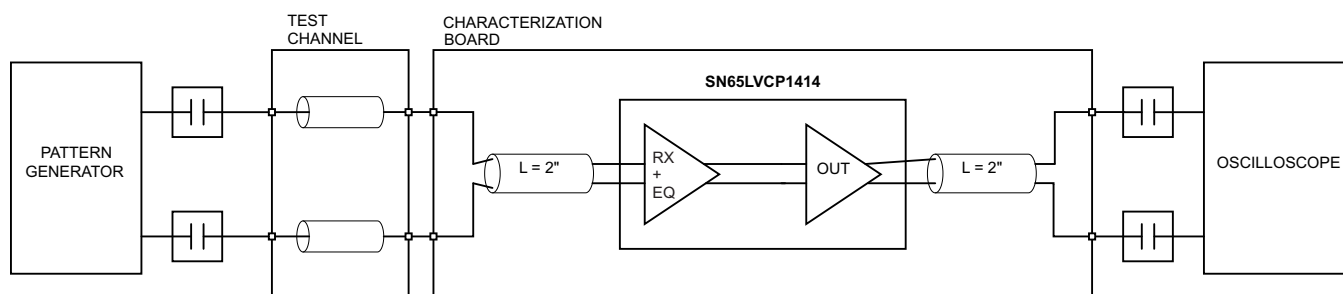 TEST
CHANNEL
CHARACTERIZATION
BOARD
SN65LVCP1414
PATTERN
GENERATOR
L = 2"
RX
+
EQ
OUT
L = 2"
OSCILLOSCOPE